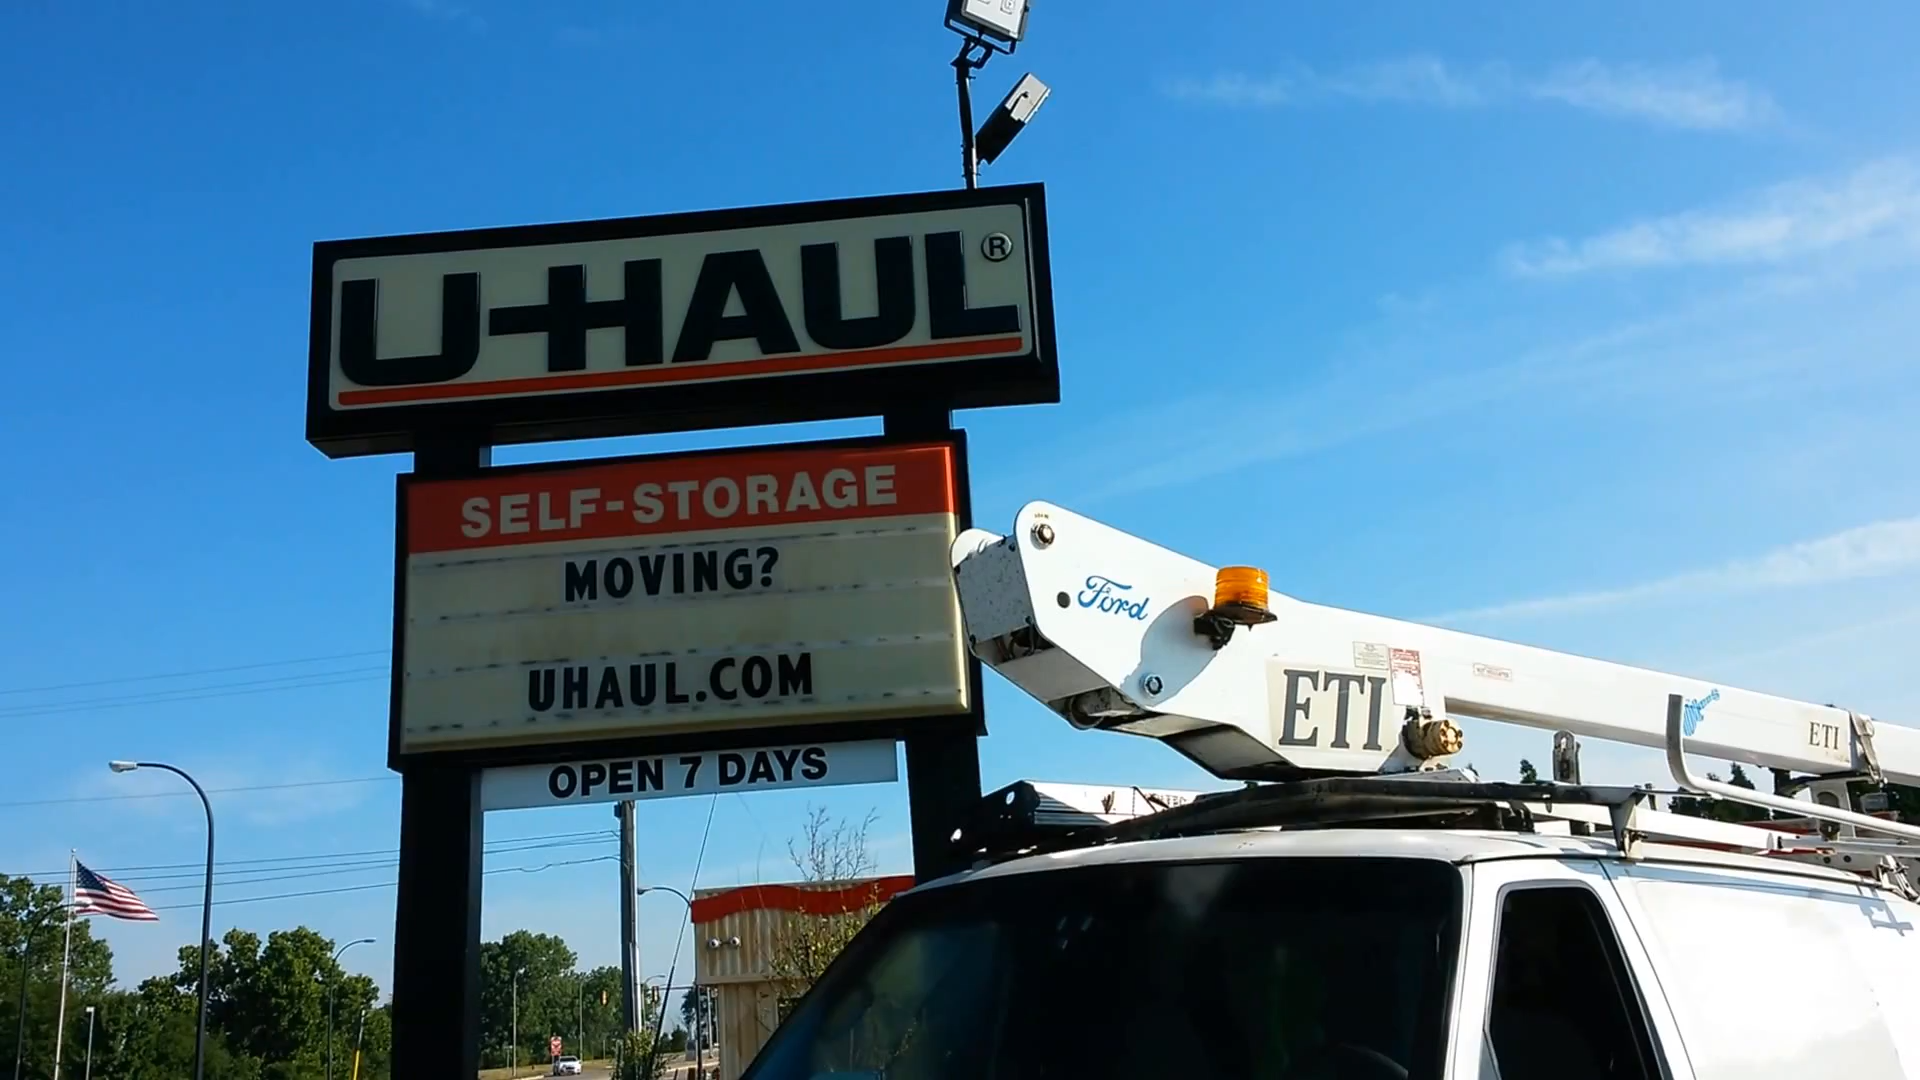 U-HAUL®
SELF-STORAGE
MOVING?
UHAUL.COM
OPEN 7 DAYS
Ford
ETI
ETI